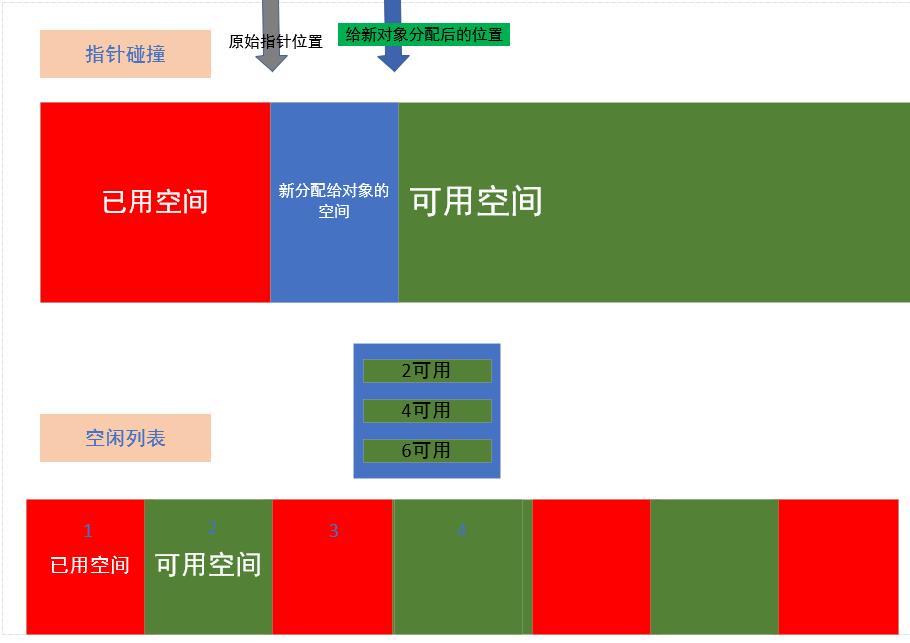 指针碰撞
原始指针位置
给新对象分配后的位置
已用空间
新分配给对象的
空间
可用空间
2可用
4可用
6可用
空闲列表
1
2
3
4
已用空间
可用空间